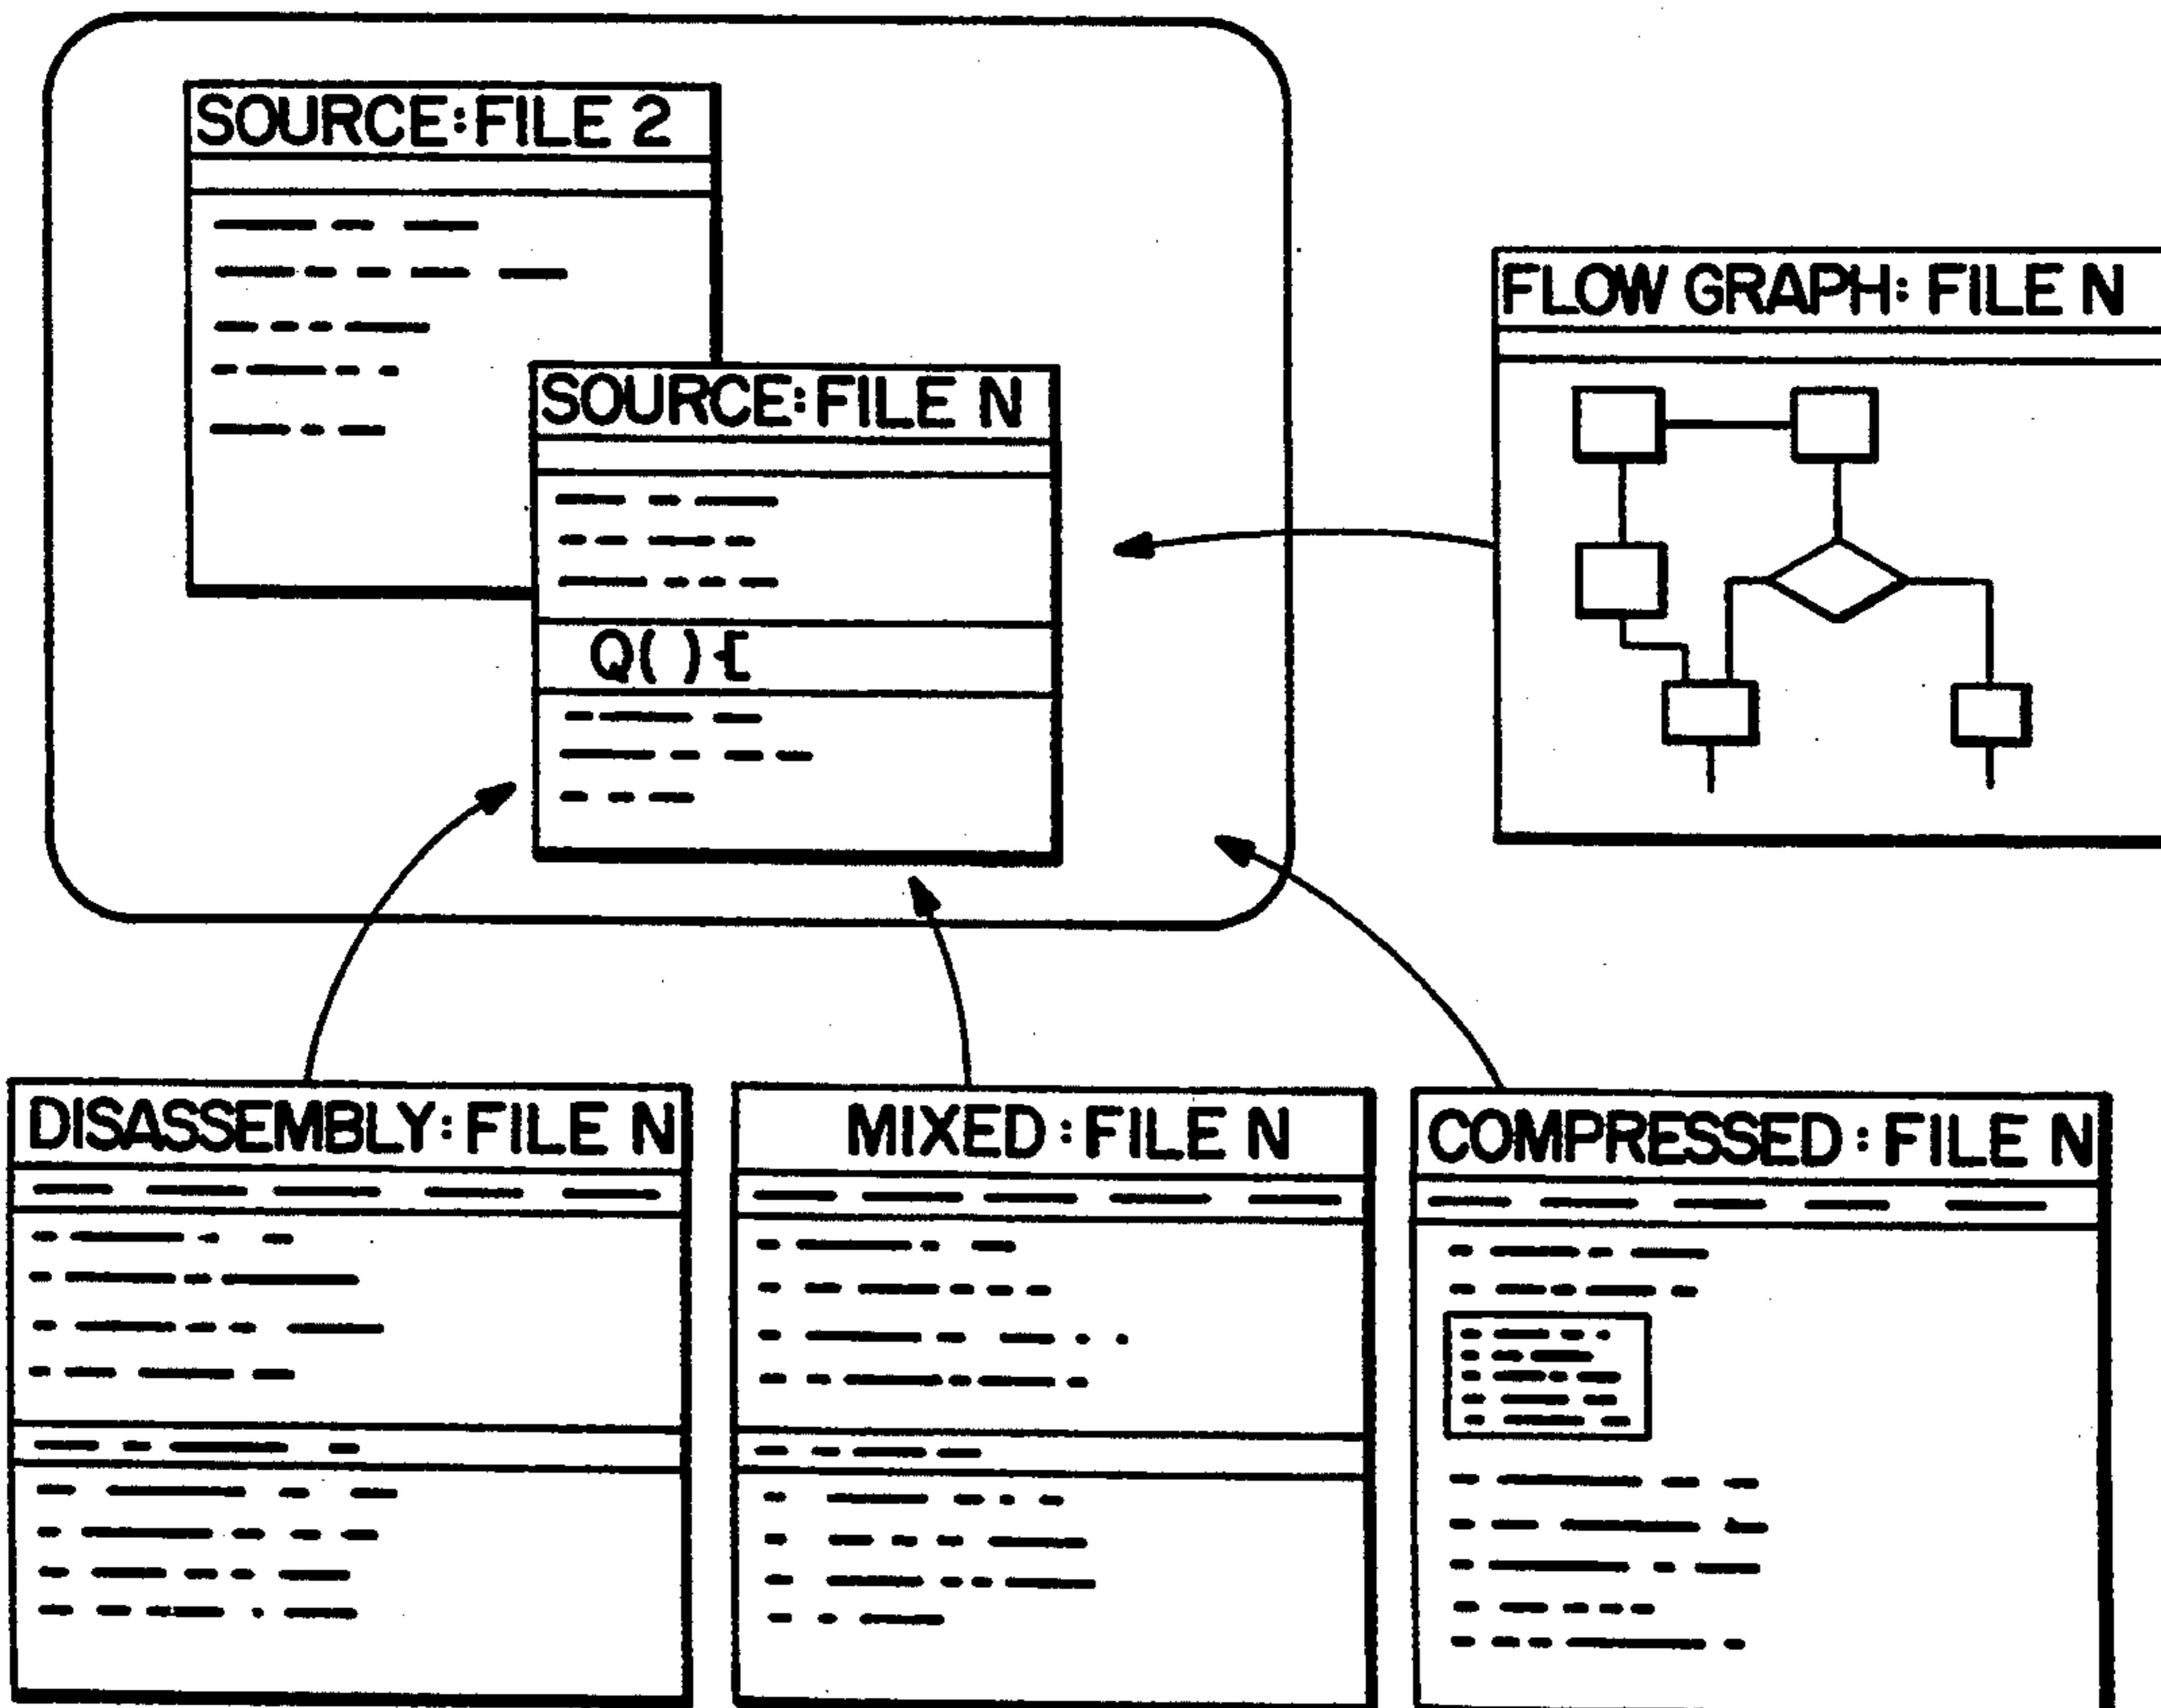 SOURCE:FILE 2
SOURCE:FILE N
Q(){
FLOW GRAPH: FILE N
DISASSEMBLY:FILE N
MIXED:FILE N
COMPRESSED:FILE N